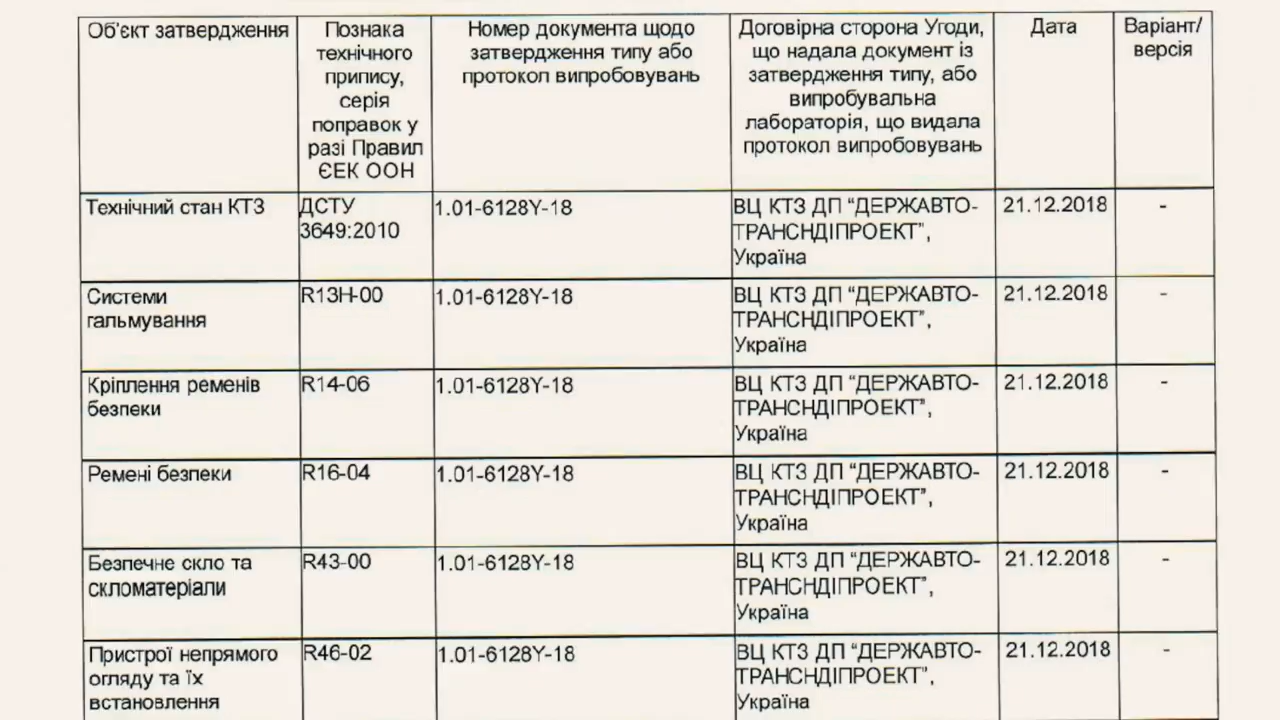 Об'єкт затвердження
Познака
технічного
припису,
серія
поправок у
разі Правил
ЄЕК ООН
Номер документа щодо
затвердження типу або
протокол випробовувань
Договірна сторона Угоди,
що надала документ із
затвердження типу, або
випробувальна
лабораторія, що видала
протокол випробовувань
Дата
Варіант/
версія
Технічний стан КТЗ
ДСТУ
3649:2010
1.01-6128Y-18
ВЦ КТЗ ДП “ДЕРЖАВТО-
ТРАНСНДІПРОЕКТ”,
Україна
21.12.2018
-
Системи
гальмування
R13H-00
1.01-6128Y-18
ВЦ КТЗ ДП “ДЕРЖАВТО-
ТРАНСНДІПРОЕКТ”,
Україна
21.12.2018
-
Кріплення ременів
безпеки
R14-06
1.01-6128Y-18
ВЦ КТЗ ДП “ДЕРЖАВТО-
ТРАНСНДІПРОЕКТ”,
Україна
21.12.2018
-
Ремені безпеки
R16-04
1.01-6128Y-18
ВЦ КТЗ ДП “ДЕРЖАВТО-
ТРАНСНДІПРОЕКТ”,
Україна
21.12.2018
-
Безпечне скло та
скломатеріали
R43-00
1.01-6128Y-18
ВЦ КТЗ ДП “ДЕРЖАВТО-
ТРАНСНДІПРОЕКТ”,
Україна
21.12.2018
-
Пристрої непрямого
огляду та їх
встановлення
R46-02
1.01-6128Y-18
ВЦ КТЗ ДП “ДЕРЖАВТО-
ТРАНСНДІПРОЕКТ”,
Україна
21.12.2018
-